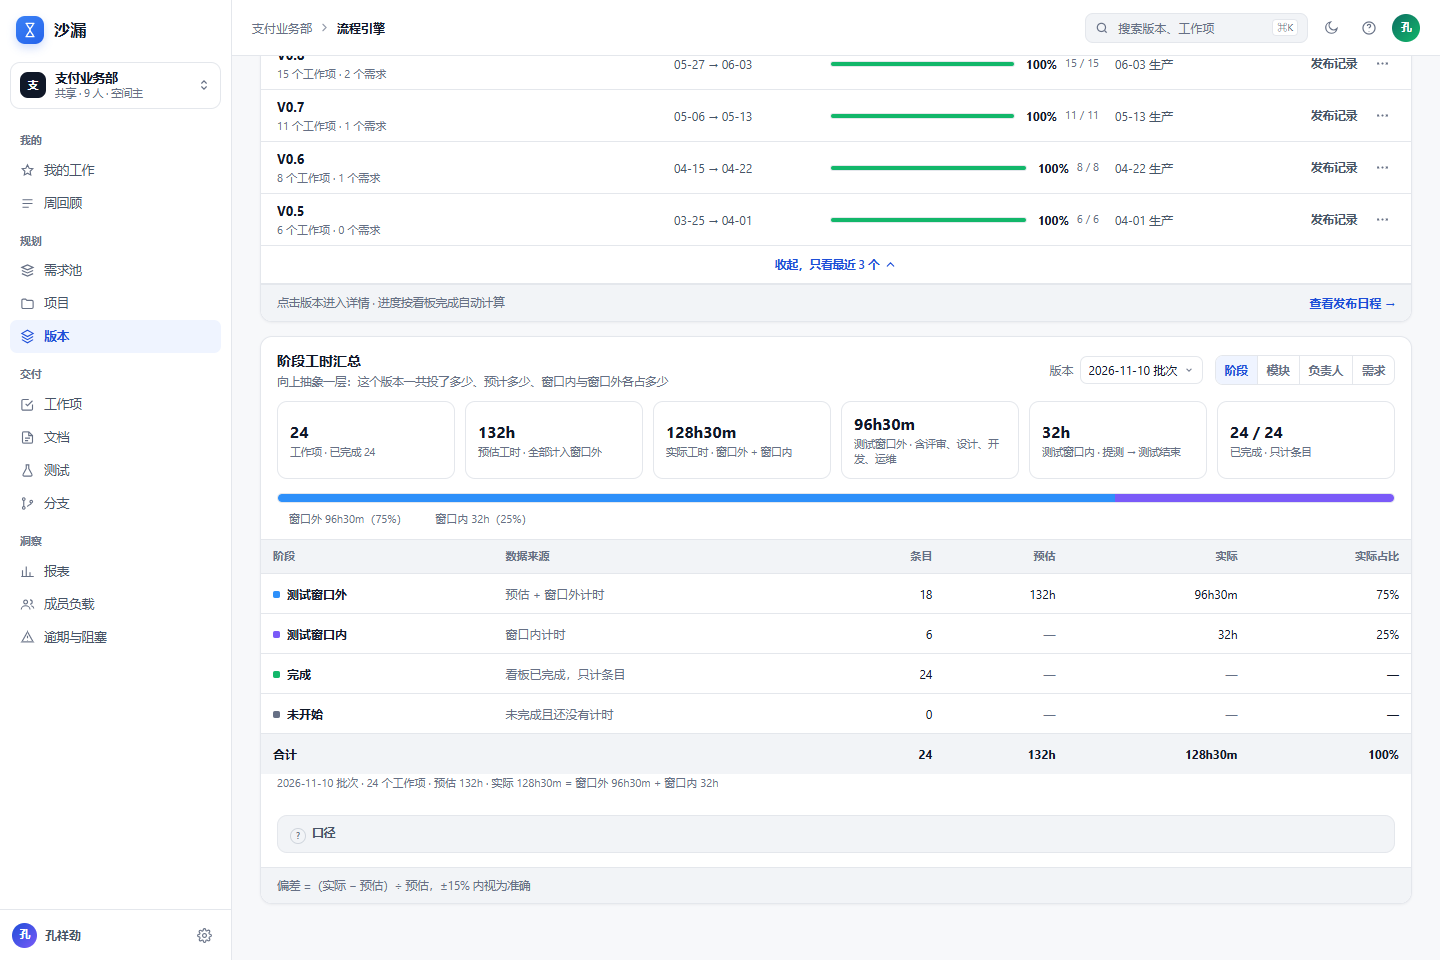 沙漏
支付业务部 > 流程引擎
搜索版本、工作项
⌘K
孔
支
支付业务部
共享 · 9 人 · 空间主
我的
我的工作
周回顾
规划
需求池
项目
版本
交付
工作项
文档
测试
分支
洞察
报表
成员负载
逾期与阻塞
孔
孔祥劲
V0.8
15 个工作项 · 2 个需求
05-27 → 06-03
100% 15 / 15
06-03 生产
发布记录
V0.7
11 个工作项 · 1 个需求
05-06 → 05-13
100% 11 / 11
05-13 生产
发布记录
V0.6
8 个工作项 · 1 个需求
04-15 → 04-22
100% 8 / 8
04-22 生产
发布记录
V0.5
6 个工作项 · 0 个需求
03-25 → 04-01
100% 6 / 6
04-01 生产
发布记录
收起，只看最近 3 个
点击版本进入详情 · 进度按看板完成自动计算
查看发布日程 →
阶段工时汇总
向上抽象一层：这个版本一共投了多少、预计多少、窗口内与窗口外各占多少
版本
2026-11-10 批次
阶段 模块 负责人 需求
24
工作项 · 已完成 24
132h
预估工时 · 全部计入窗口外
128h30m
实际工时 · 窗口外 + 窗口内
96h30m
测试窗口外 · 含评审、设计、开
发、运维
32h
测试窗口内 · 提测 → 测试结束
24 / 24
已完成 · 只计条目
窗口外 96h30m（75%） 窗口内 32h（25%）
阶段 数据来源 条目 预估 实际 实际占比
测试窗口外 预估 + 窗口外计时 18 132h 96h30m 75%
测试窗口内 窗口内计时 6 — 32h 25%
完成 看板已完成，只计条目 24 — — —
未开始 未完成且还没有计时 0 — — —
合计 24 132h 128h30m 100%
2026-11-10 批次 · 24 个工作项 · 预估 132h · 实际 128h30m = 窗口外 96h30m + 窗口内 32h
? 口径
偏差 =（实际 − 预估）÷ 预估，±15% 内视为准确